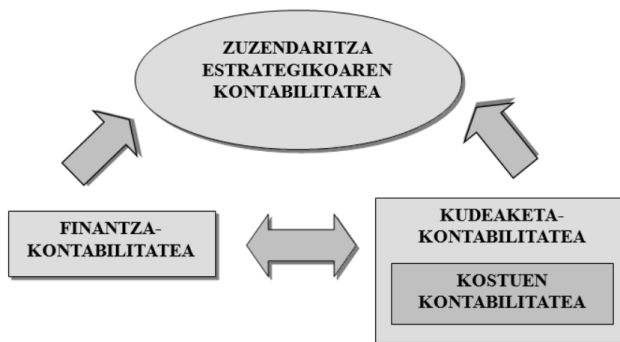 ZUZENDARITZA
ESTRATEGIKOAREN
KONTABILITATEA
FINANTZA-
KONTABILITATEA
KUDEAKETA-
KONTABILITATEA
KOSTUEN
KONTABILITATEA